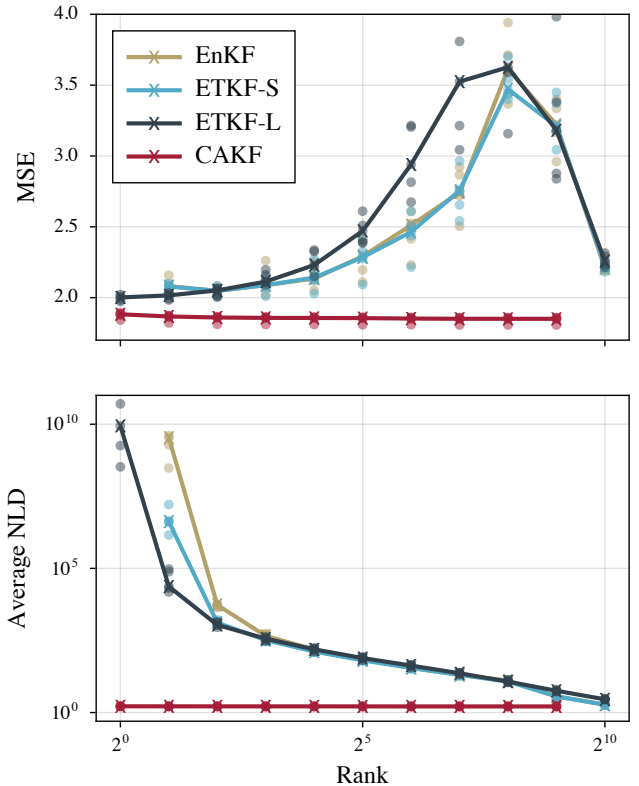 4.0
3.5
3.0
2.5
2.0
MSE
EnKF
ETKF-S
ETKF-L
CAKF
10^10
10^5
10^0
Average NLD
2^0
2^5
2^10
Rank